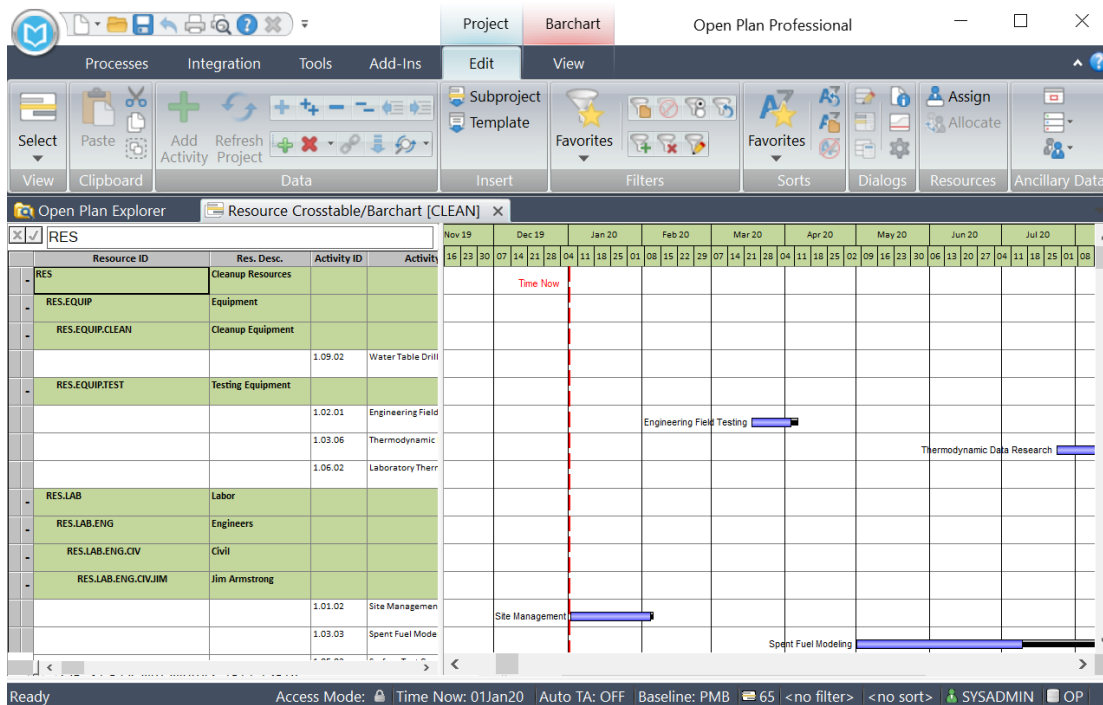 Project Barchart Open Plan Professional
Processes Integration Tools Add-Ins Edit View
Select
Paste
Add Activity
Refresh Project
Subproject
Template
Favorites
Favorites
Assign
Allocate
View Clipboard Data Insert Filters Sorts Dialogs Resources Ancillary Data
Open Plan Explorer Resource Crosstable/Barchart [CLEAN]
RES
Nov 19 Dec 19 Jan 20 Feb 20 Mar 20 Apr 20 May 20 Jun 20 Jul 20
16 23 30 07 14 21 28 04 11 18 25 01 08 15 22 29 07 14 21 28 04 11 18 25 02 09 16 23 30 06 13 20 27 04 11 18 25 01 08
Resource ID Res. Desc. Activity ID Activity
RES Cleanup Resources
Time Now
RES.EQUIP Equipment
RES.EQUIP.CLEAN Cleanup Equipment
1.09.02 Water Table Drill
RES.EQUIP.TEST Testing Equipment
1.02.01 Engineering Field Engineering Field Testing
1.03.06 Thermodynamic Thermodynamic Data Research
1.06.02 Laboratory Therr
RES.LAB Labor
RES.LAB.ENG Engineers
RES.LAB.ENG.CIV Civil
RES.LAB.ENG.CIV.JIM Jim Armstrong
1.01.02 Site Managemen Site Management
1.03.03 Spent Fuel Mode Spent Fuel Modeling
Ready Access Mode: Time Now: 01Jan20 Auto TA: OFF Baseline: PMB 65 <no filter> <no sort> SYSADMIN OP